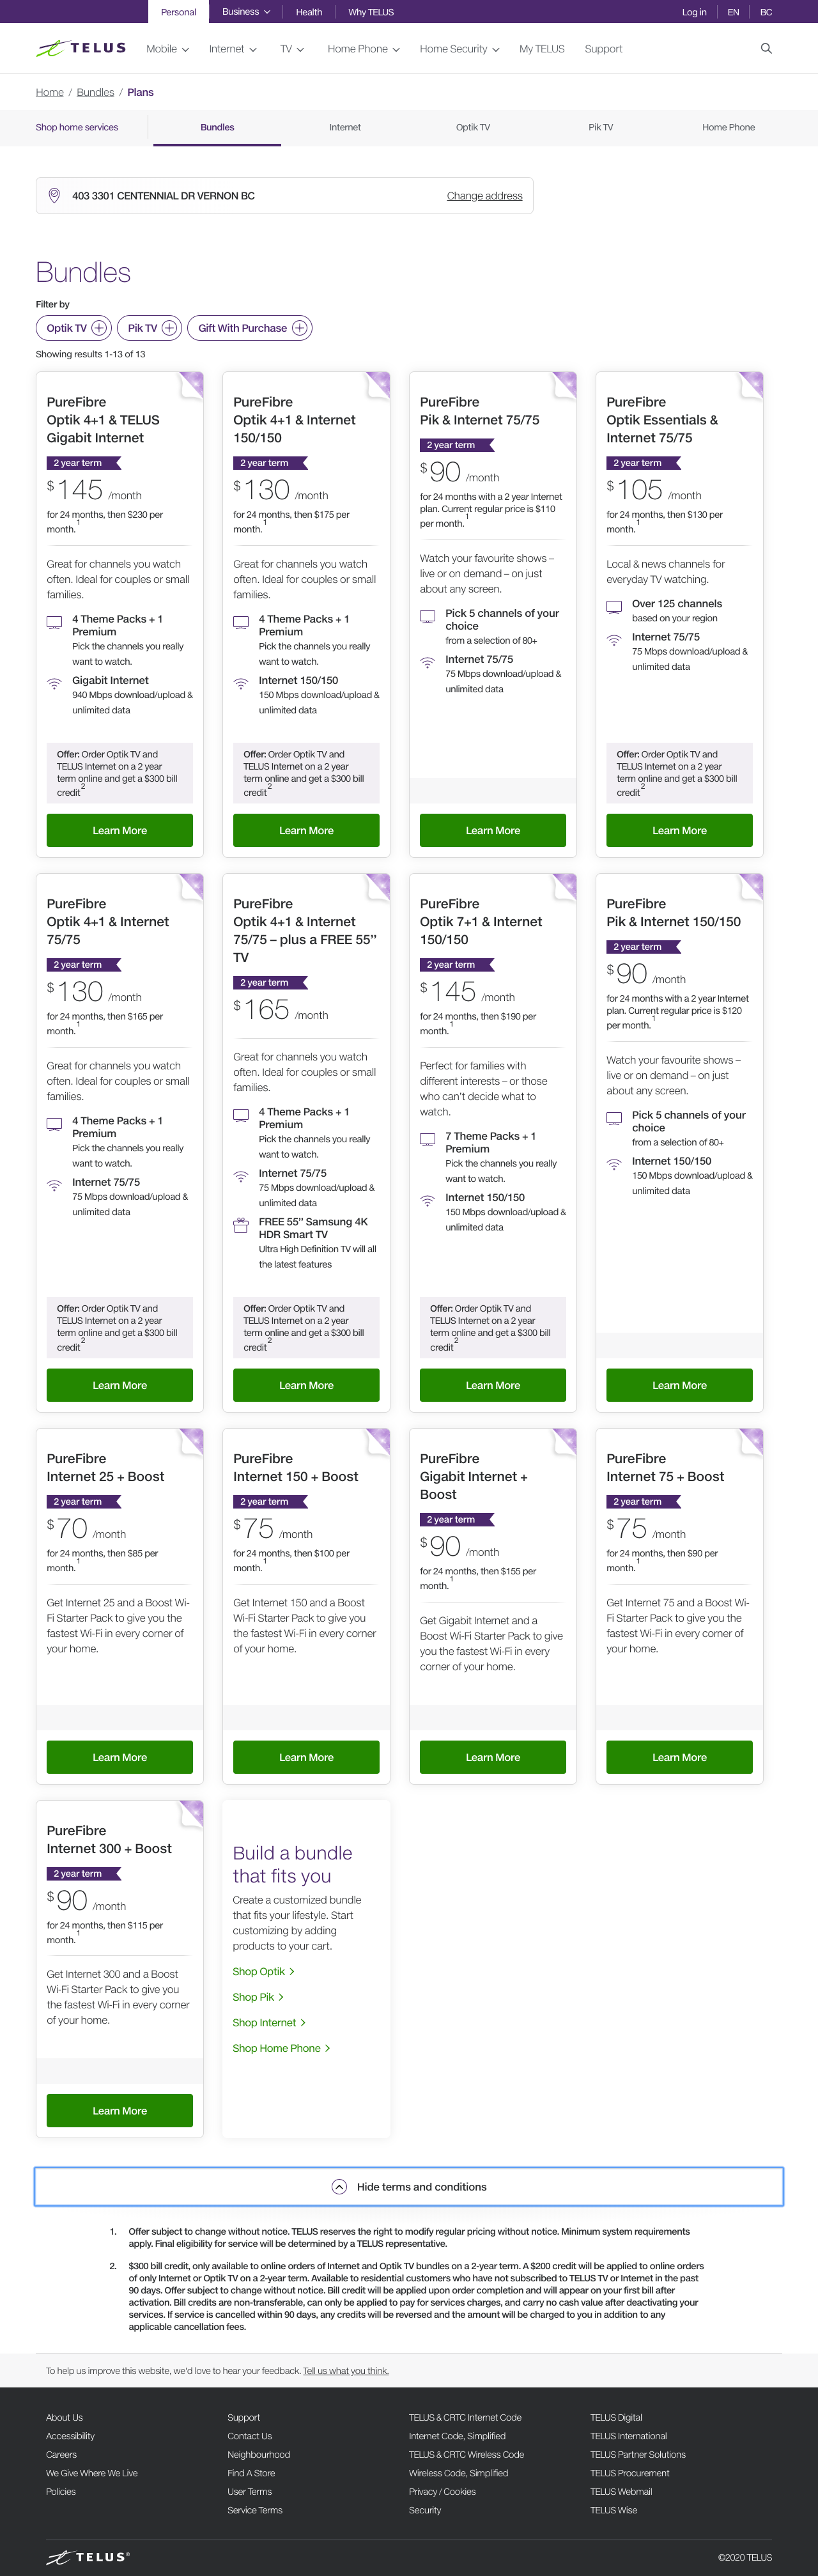 Personal
Business
Health
Why TELUS
Log in
EN
BC
TELUS
Mobile
Internet
TV
Home Phone
Home Security
My TELUS
Support
Home / Bundles / Plans
Shop home services
Bundles
Internet
Optik TV
Pik TV
Home Phone
403 3301 CENTENNIAL DR VERNON BC
Change address
Bundles
Filter by
Optik TV
Pik TV
Gift With Purchase
Showing results 1-13 of 13
PureFibre
Optik 4+1 & TELUS
Gigabit Internet
2 year term
$145 /month
for 24 months, then $230 per
month.1
Great for channels you watch
often. Ideal for couples or small
families.
4 Theme Packs + 1
Premium
Pick the channels you really
want to watch.
Gigabit Internet
940 Mbps download/upload &
unlimited data
Offer: Order Optik TV and
TELUS Internet on a 2 year
term online and get a $300 bill
credit2
Learn More
PureFibre
Optik 4+1 & Internet
150/150
2 year term
$130 /month
for 24 months, then $175 per
month.1
Great for channels you watch
often. Ideal for couples or small
families.
4 Theme Packs + 1
Premium
Pick the channels you really
want to watch.
Internet 150/150
150 Mbps download/upload &
unlimited data
Offer: Order Optik TV and
TELUS Internet on a 2 year
term online and get a $300 bill
credit2
Learn More
PureFibre
Pik & Internet 75/75
2 year term
$90 /month
for 24 months with a 2 year Internet
plan. Current regular price is $110
per month.1
Watch your favourite shows –
live or on demand – on just
about any screen.
Pick 5 channels of your
choice
from a selection of 80+
Internet 75/75
75 Mbps download/upload &
unlimited data
Learn More
PureFibre
Optik Essentials &
Internet 75/75
2 year term
$105 /month
for 24 months, then $130 per
month.1
Local & news channels for
everyday TV watching.
Over 125 channels
based on your region
Internet 75/75
75 Mbps download/upload &
unlimited data
Offer: Order Optik TV and
TELUS Internet on a 2 year
term online and get a $300 bill
credit2
Learn More
PureFibre
Optik 4+1 & Internet
75/75
2 year term
$130 /month
for 24 months, then $165 per
month.1
Great for channels you watch
often. Ideal for couples or small
families.
4 Theme Packs + 1
Premium
Pick the channels you really
want to watch.
Internet 75/75
75 Mbps download/upload &
unlimited data
Offer: Order Optik TV and
TELUS Internet on a 2 year
term online and get a $300 bill
credit2
Learn More
PureFibre
Optik 4+1 & Internet
75/75 – plus a FREE 55”
TV
2 year term
$165 /month
Great for channels you watch
often. Ideal for couples or small
families.
4 Theme Packs + 1
Premium
Pick the channels you really
want to watch.
Internet 75/75
75 Mbps download/upload &
unlimited data
FREE 55” Samsung 4K
HDR Smart TV
Ultra High Definition TV will all
the latest features
Offer: Order Optik TV and
TELUS Internet on a 2 year
term online and get a $300 bill
credit2
Learn More
PureFibre
Optik 7+1 & Internet
150/150
2 year term
$145 /month
for 24 months, then $190 per
month.1
Perfect for families with
different interests – or those
who can't decide what to
watch.
7 Theme Packs + 1
Premium
Pick the channels you really
want to watch.
Internet 150/150
150 Mbps download/upload &
unlimited data
Offer: Order Optik TV and
TELUS Internet on a 2 year
term online and get a $300 bill
credit2
Learn More
PureFibre
Pik & Internet 150/150
2 year term
$90 /month
for 24 months with a 2 year Internet
plan. Current regular price is $120
per month.1
Watch your favourite shows –
live or on demand – on just
about any screen.
Pick 5 channels of your
choice
from a selection of 80+
Internet 150/150
150 Mbps download/upload &
unlimited data
Learn More
PureFibre
Internet 25 + Boost
2 year term
$70 /month
for 24 months, then $85 per
month.1
Get Internet 25 and a Boost Wi-
Fi Starter Pack to give you the
fastest Wi-Fi in every corner of
your home.
Learn More
PureFibre
Internet 150 + Boost
2 year term
$75 /month
for 24 months, then $100 per
month.1
Get Internet 150 and a Boost
Wi-Fi Starter Pack to give you
the fastest Wi-Fi in every corner
of your home.
Learn More
PureFibre
Gigabit Internet +
Boost
2 year term
$90 /month
for 24 months, then $155 per
month.1
Get Gigabit Internet and a
Boost Wi-Fi Starter Pack to give
you the fastest Wi-Fi in every
corner of your home.
Learn More
PureFibre
Internet 75 + Boost
2 year term
$75 /month
for 24 months, then $90 per
month.1
Get Internet 75 and a Boost Wi-
Fi Starter Pack to give you the
fastest Wi-Fi in every corner of
your home.
Learn More
PureFibre
Internet 300 + Boost
2 year term
$90 /month
for 24 months, then $115 per
month.1
Get Internet 300 and a Boost
Wi-Fi Starter Pack to give you
the fastest Wi-Fi in every corner
of your home.
Learn More
Build a bundle
that fits you
Create a customized bundle
that fits your lifestyle. Start
customizing by adding
products to your cart.
Shop Optik
Shop Pik
Shop Internet
Shop Home Phone
Hide terms and conditions
1. Offer subject to change without notice. TELUS reserves the right to modify regular pricing without notice. Minimum system requirements
apply. Final eligibility for service will be determined by a TELUS representative.
2. $300 bill credit, only available to online orders of Internet and Optik TV bundles on a 2-year term. A $200 credit will be applied to online orders
of only Internet or Optik TV on a 2-year term. Available to residential customers who have not subscribed to TELUS TV or Internet in the past
90 days. Offer subject to change without notice. Bill credit will be applied upon order completion and will appear on your first bill after
activation. Bill credits are non-transferable, can only be applied to pay for services charges, and carry no cash value after deactivating your
services. If service is cancelled within 90 days, any credits will be reversed and the amount will be charged to you in addition to any
applicable cancellation fees.
To help us improve this website, we'd love to hear your feedback. Tell us what you think.
About Us
Accessibility
Careers
We Give Where We Live
Policies
Support
Contact Us
Neighbourhood
Find A Store
User Terms
Service Terms
TELUS & CRTC Internet Code
Internet Code, Simplified
TELUS & CRTC Wireless Code
Wireless Code, Simplified
Privacy / Cookies
Security
TELUS Digital
TELUS International
TELUS Partner Solutions
TELUS Procurement
TELUS Webmail
TELUS Wise
TELUS®
©2020 TELUS